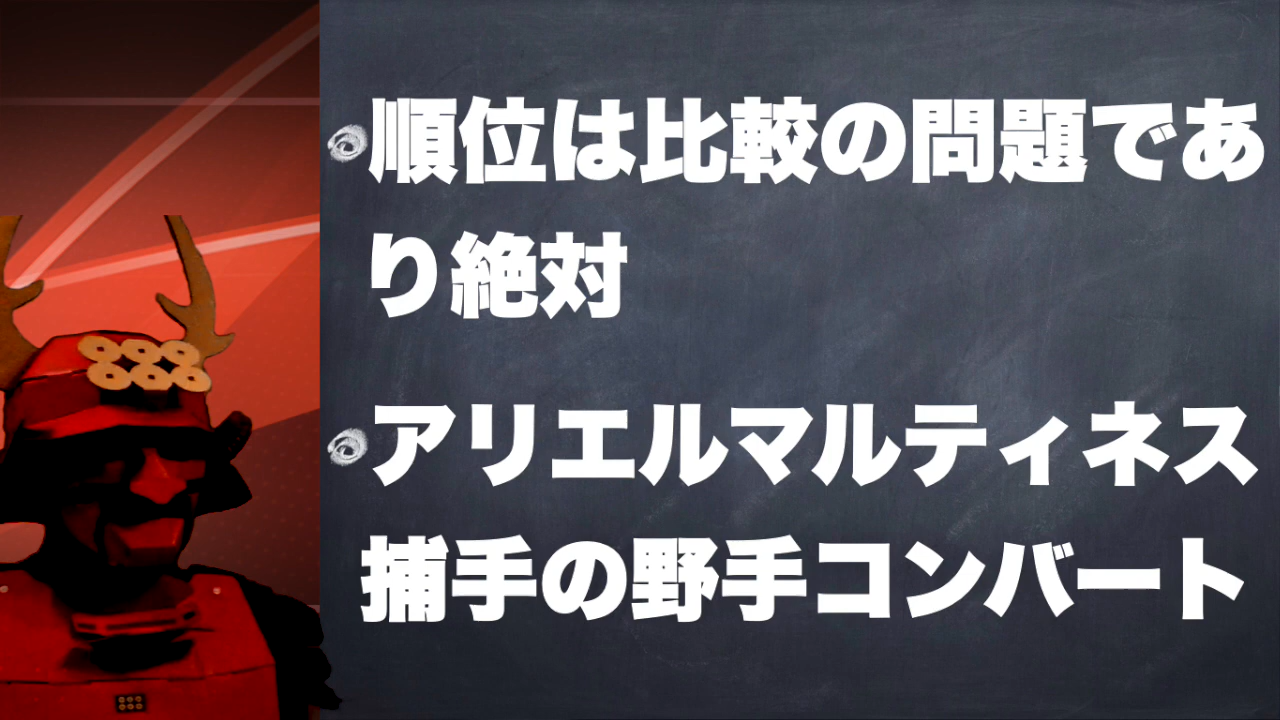 順位は比較の問題であ
り絶対
アリエルマルティネス
捕手の野手コンバート